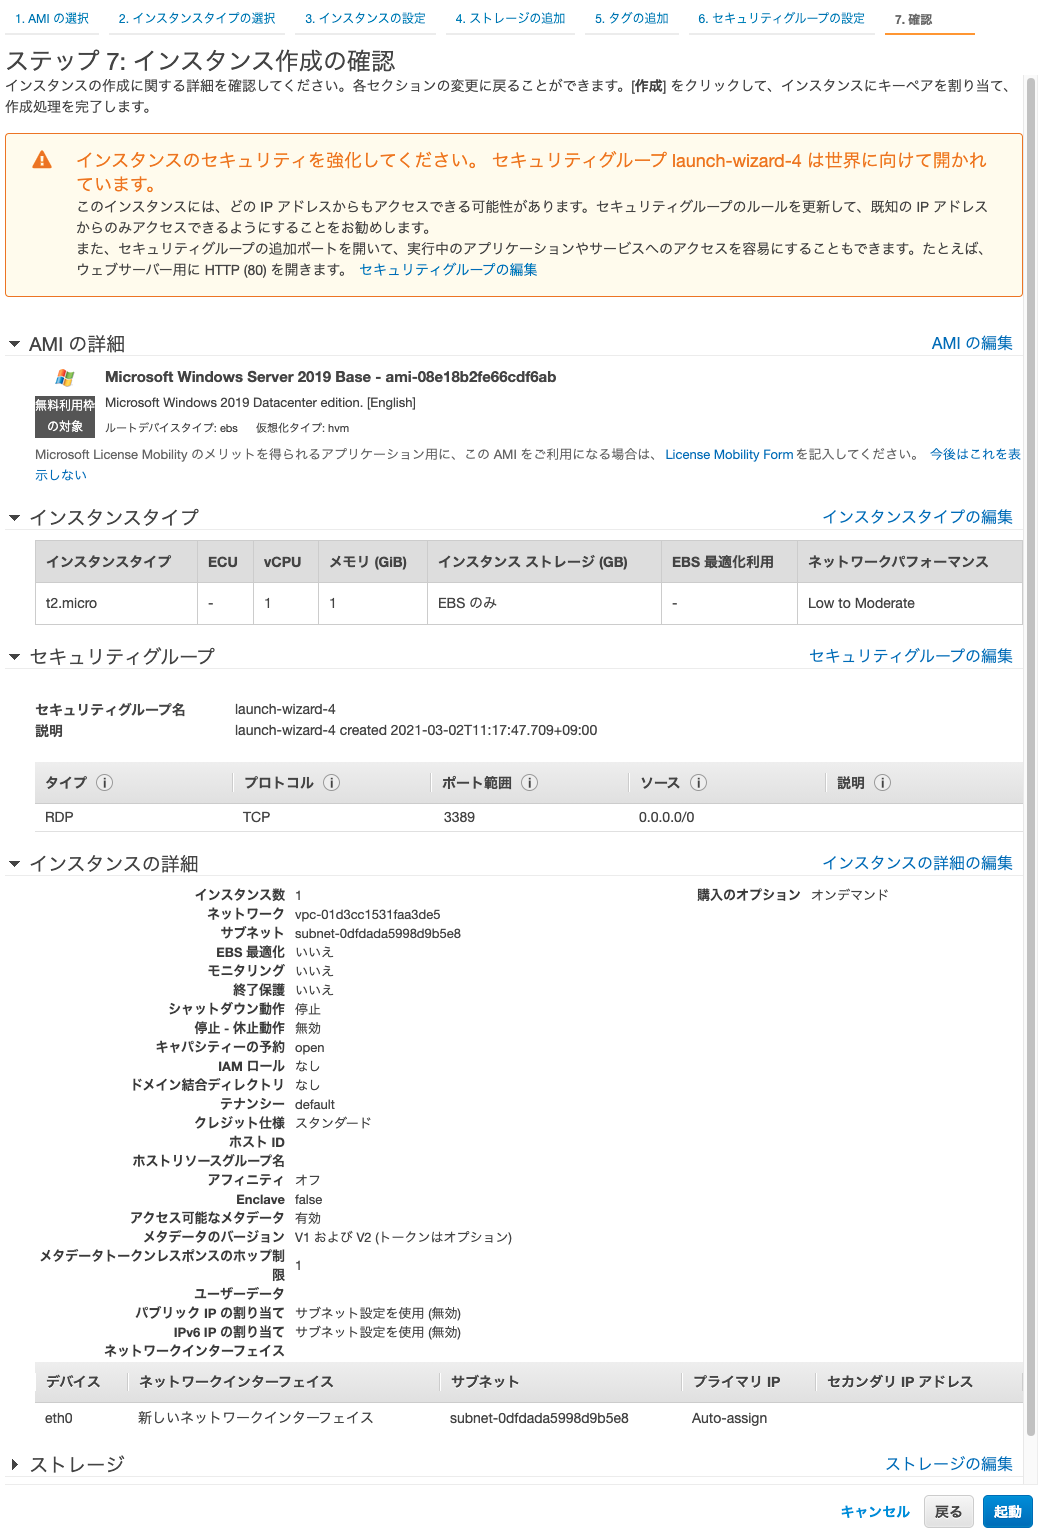 1. AMI の選択 2. インスタンスタイプの選択 3. インスタンスの設定 4. ストレージの追加 5. タグの追加 6. セキュリティグループの設定 7. 確認
ステップ 7: インスタンス作成の確認
インスタンスの作成に関する詳細を確認してください。各セクションの変更に戻ることができます。[作成] をクリックして、インスタンスにキーペアを割り当て、
作成処理を完了します。
インスタンスのセキュリティを強化してください。 セキュリティグループ launch-wizard-4 は世界に向けて開かれ
ています。
このインスタンスには、どの IP アドレスからもアクセスできる可能性があります。セキュリティグループのルールを更新して、既知の IP アドレス
からのみアクセスできるようにすることをお勧めします。
また、セキュリティグループの追加ポートを開いて、実行中のアプリケーションやサービスへのアクセスを容易にすることもできます。たとえば、
ウェブサーバー用に HTTP (80) を開きます。 セキュリティグループの編集
AMI の詳細 AMI の編集
Microsoft Windows Server 2019 Base - ami-08e18b2fe66cdf6ab
無料利用枠
の対象
Microsoft Windows 2019 Datacenter edition. [English]
ルートデバイスタイプ: ebs 仮想化タイプ: hvm
Microsoft License Mobility のメリットを得られるアプリケーション用に、この AMI をご利用になる場合は、 License Mobility Form を記入してください。 今後はこれを表
示しない
インスタンスタイプ インスタンスタイプの編集
インスタンスタイプ ECU vCPU メモリ (GiB) インスタンス ストレージ (GB) EBS 最適化利用 ネットワークパフォーマンス
t2.micro - 1 1 EBS のみ - Low to Moderate
セキュリティグループ セキュリティグループの編集
セキュリティグループ名 launch-wizard-4
説明 launch-wizard-4 created 2021-03-02T11:17:47.709+09:00
タイプ i プロトコル i ポート範囲 i ソース i 説明 i
RDP TCP 3389 0.0.0.0/0
インスタンスの詳細 インスタンスの詳細の編集
インスタンス数 1 購入のオプション オンデマンド
ネットワーク vpc-01d3cc1531faa3de5
サブネット subnet-0dfdada5998d9b5e8
EBS 最適化 いいえ
モニタリング いいえ
終了保護 いいえ
シャットダウン動作 停止
停止 - 休止動作 無効
キャパシティーの予約 open
IAM ロール なし
ドメイン結合ディレクトリ なし
テナンシー default
クレジット仕様 スタンダード
ホスト ID
ホストリソースグループ名
アフィニティ オフ
Enclave false
アクセス可能なメタデータ 有効
メタデータのバージョン V1 および V2 (トークンはオプション)
メタデータトークンレスポンスのホップ制
限 1
ユーザーデータ
パブリック IP の割り当て サブネット設定を使用 (無効)
IPv6 IP の割り当て サブネット設定を使用 (無効)
ネットワークインターフェイス
デバイス ネットワークインターフェイス サブネット プライマリ IP セカンダリ IP アドレス
eth0 新しいネットワークインターフェイス subnet-0dfdada5998d9b5e8 Auto-assign
ストレージ ストレージの編集
キャンセル 戻る 起動